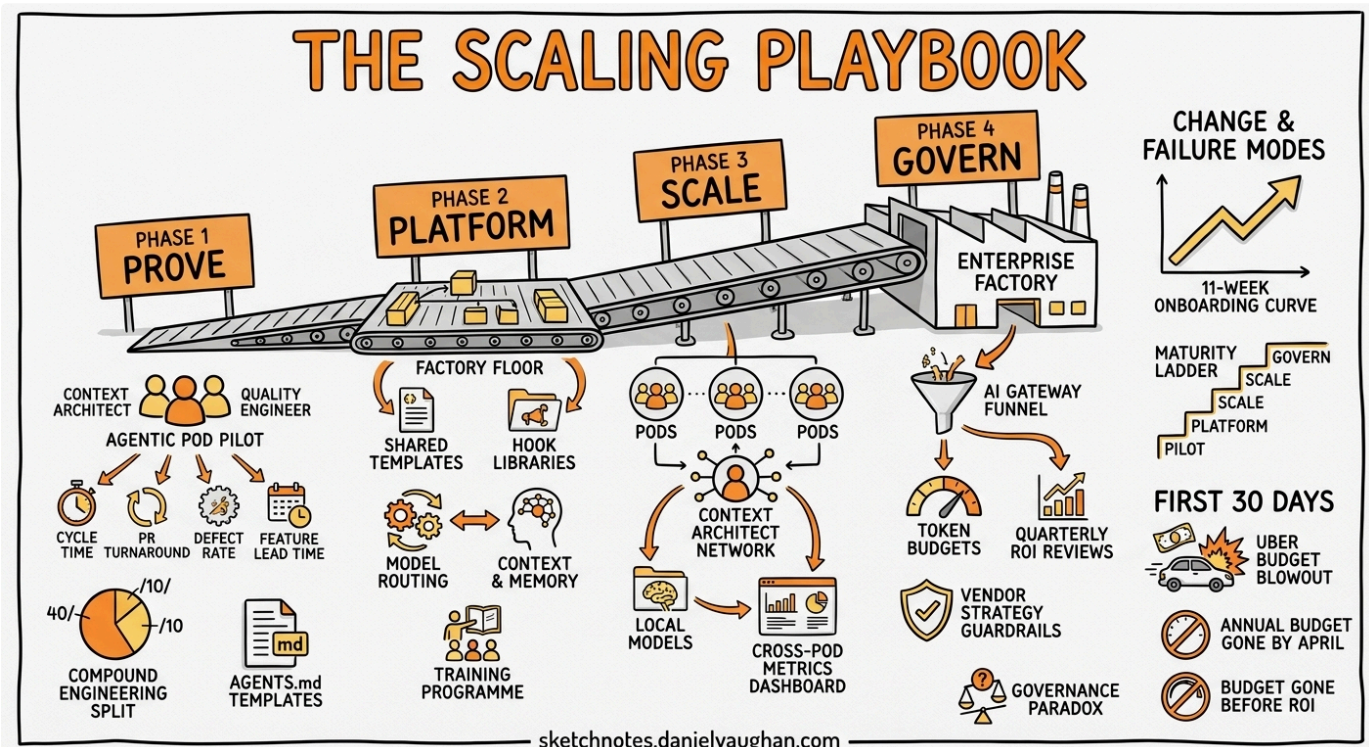 THE SCALING PLAYBOOK
PHASE 1
PROVE
PHASE 2
PLATFORM
PHASE 3
SCALE
PHASE 4
GOVERN
ENTERPRISE
FACTORY
FACTORY FLOOR
CONTEXT
ARCHITECT
QUALITY
ENGINEER
AGENTIC POD PILOT
CYCLE
TIME
PR
TURNAROUND
DEFECT
RATE
FEATURE
LEAD TIME
40/
/10/
/10
COMPOUND
ENGINEERING
SPLIT
md
AGENTS.md
TEMPLATES
SHARED
TEMPLATES
HOOK
LIBRARIES
MODEL
ROUTING
CONTEXT
& MEMORY
TRAINING
PROGRAMME
PODS
PODS
PODS
CONTEXT
ARCHITECT
NETWORK
LOCAL
MODELS
CROSS-POD
METRICS
DASHBOARD
AI GATEWAY
FUNNEL
TOKEN
BUDGETS
QUARTERLY
ROI REVIEWS
VENDOR
STRATEGY
GUARDRAILS
?
GOVERNANCE
PARADOX
CHANGE &
FAILURE MODES
11-WEEK
ONBOARDING CURVE
MATURITY
LADDER
GOVERN
SCALE
SCALE
PLATFORM
PILOT
FIRST 30 DAYS
UBER
BUDGET
BLOWOUT
ANNUAL BUDGET
GONE BY APRIL
BUDGET GONE
BEFORE ROI
sketchnotes.danielvaughan.com